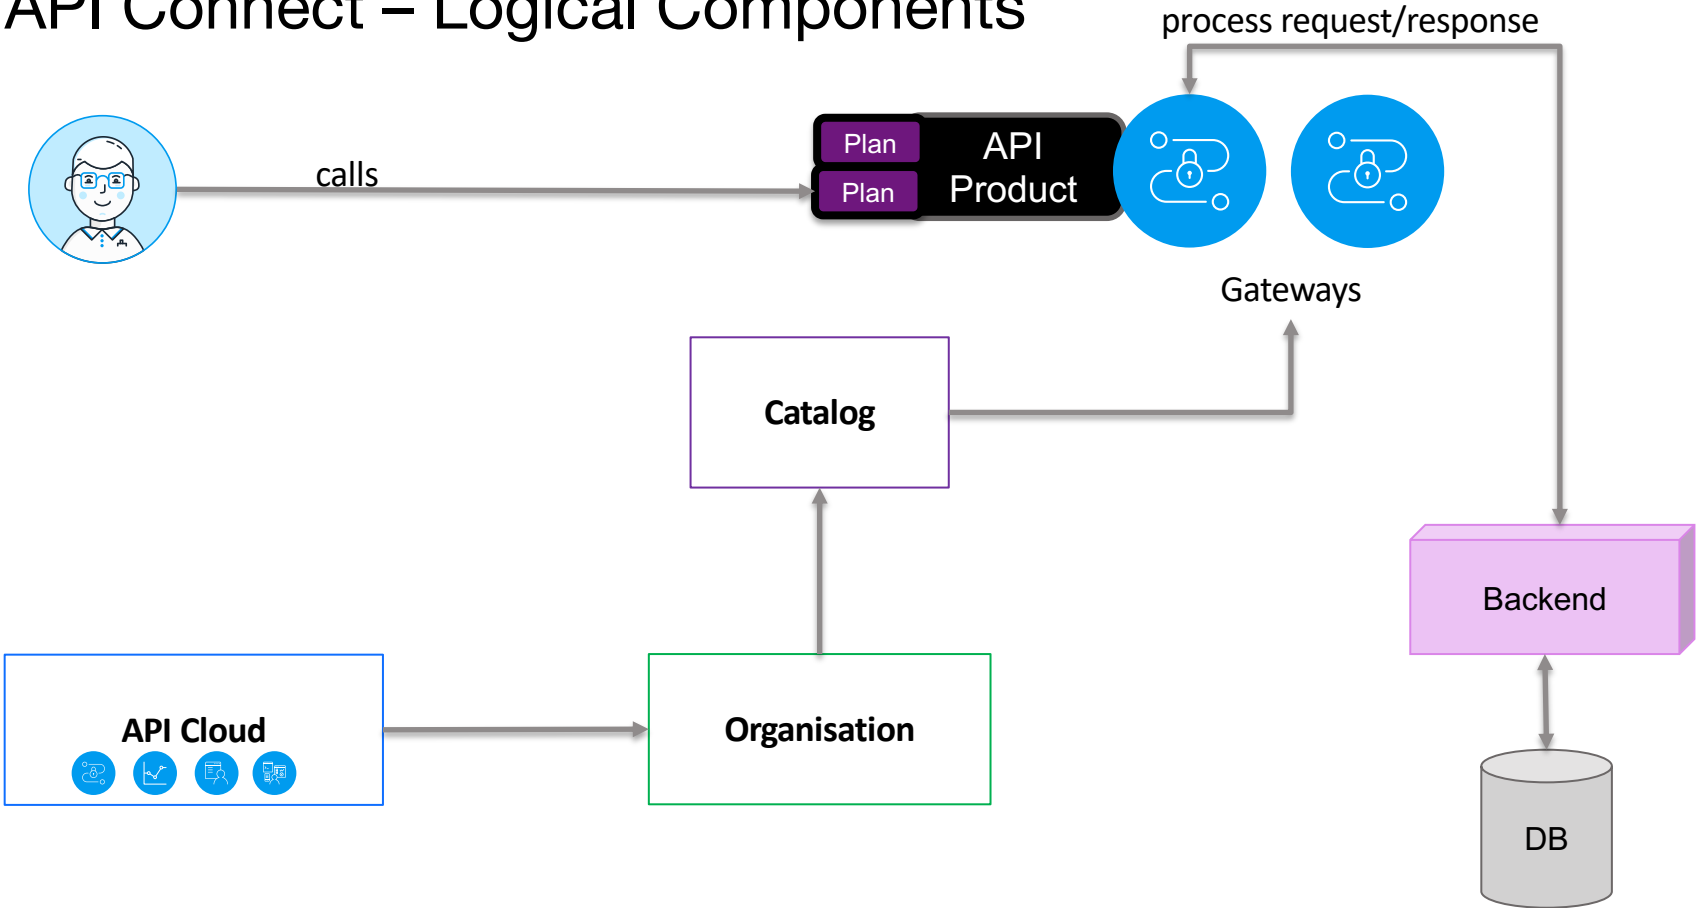 API Connect – Logical Components
process request/response
calls
Plan
Plan
API
Product
Gateways
Catalog
API Cloud
Organisation
Backend
DB